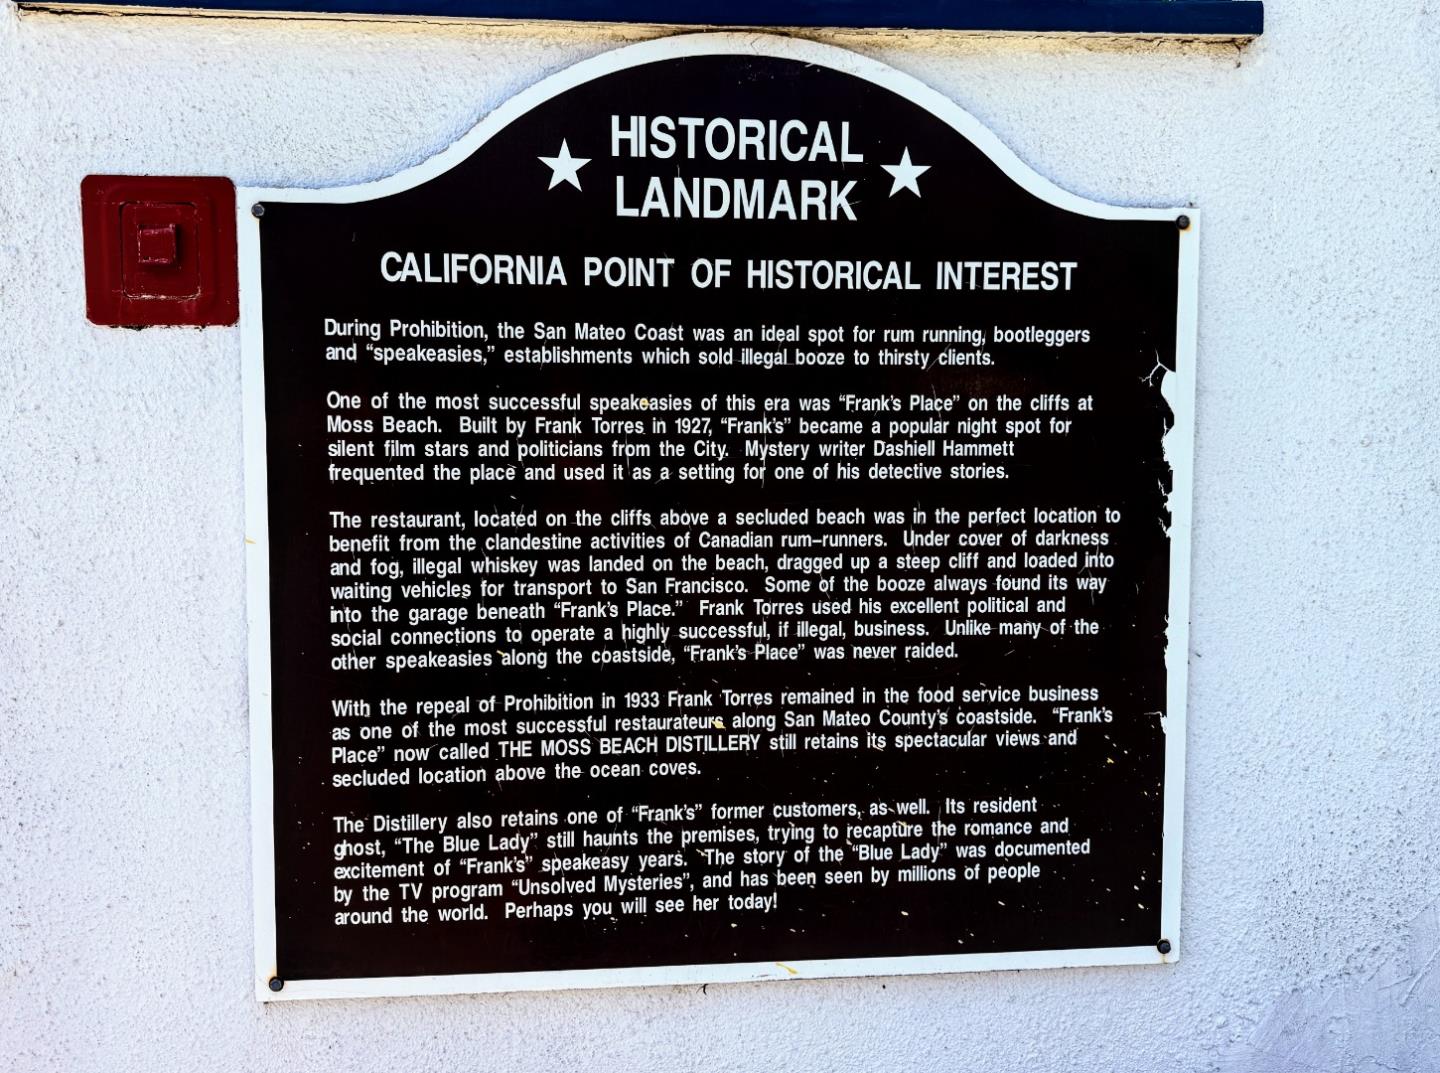 HISTORICAL
LANDMARK
CALIFORNIA POINT OF HISTORICAL INTEREST
During Prohibition, the San Mateo Coast was an ideal spot for rum running, bootleggers
and “speakeasies,” establishments which sold illegal booze to thirsty clients.
One of the most successful speakeasies of this era was “Frank's Place” on the cliffs at
Moss Beach. Built by Frank Torres in 1927, “Frank's” became a popular night spot for
silent film stars and politicians from the City. Mystery writer Dashiell Hammett
frequented the place and used it as a setting for one of his detective stories.
The restaurant, located on the cliffs above a secluded beach was in the perfect location to
benefit from the clandestine activities of Canadian rum–runners. Under cover of darkness
and fog, illegal whiskey was landed on the beach, dragged up a steep cliff and loaded into
waiting vehicles for transport to San Francisco. Some of the booze always found its way
into the garage beneath “Frank's Place.” Frank Torres used his excellent political and
social connections to operate a highly successful, if illegal, business. Unlike many of the
other speakeasies along the coastside, “Frank's Place” was never raided.
With the repeal of Prohibition in 1933 Frank Torres remained in the food service business
as one of the most successful restaurateurs along San Mateo County's coastside. “Frank's
Place” now called THE MOSS BEACH DISTILLERY still retains its spectacular views and
secluded location above the ocean coves.
The Distillery also retains one of “Frank's” former customers, as well. Its resident
ghost, “The Blue Lady” still haunts the premises, trying to recapture the romance and
excitement of “Frank's” speakeasy years. The story of the “Blue Lady” was documented
by the TV program “Unsolved Mysteries”, and has been seen by millions of people
around the world. Perhaps you will see her today!